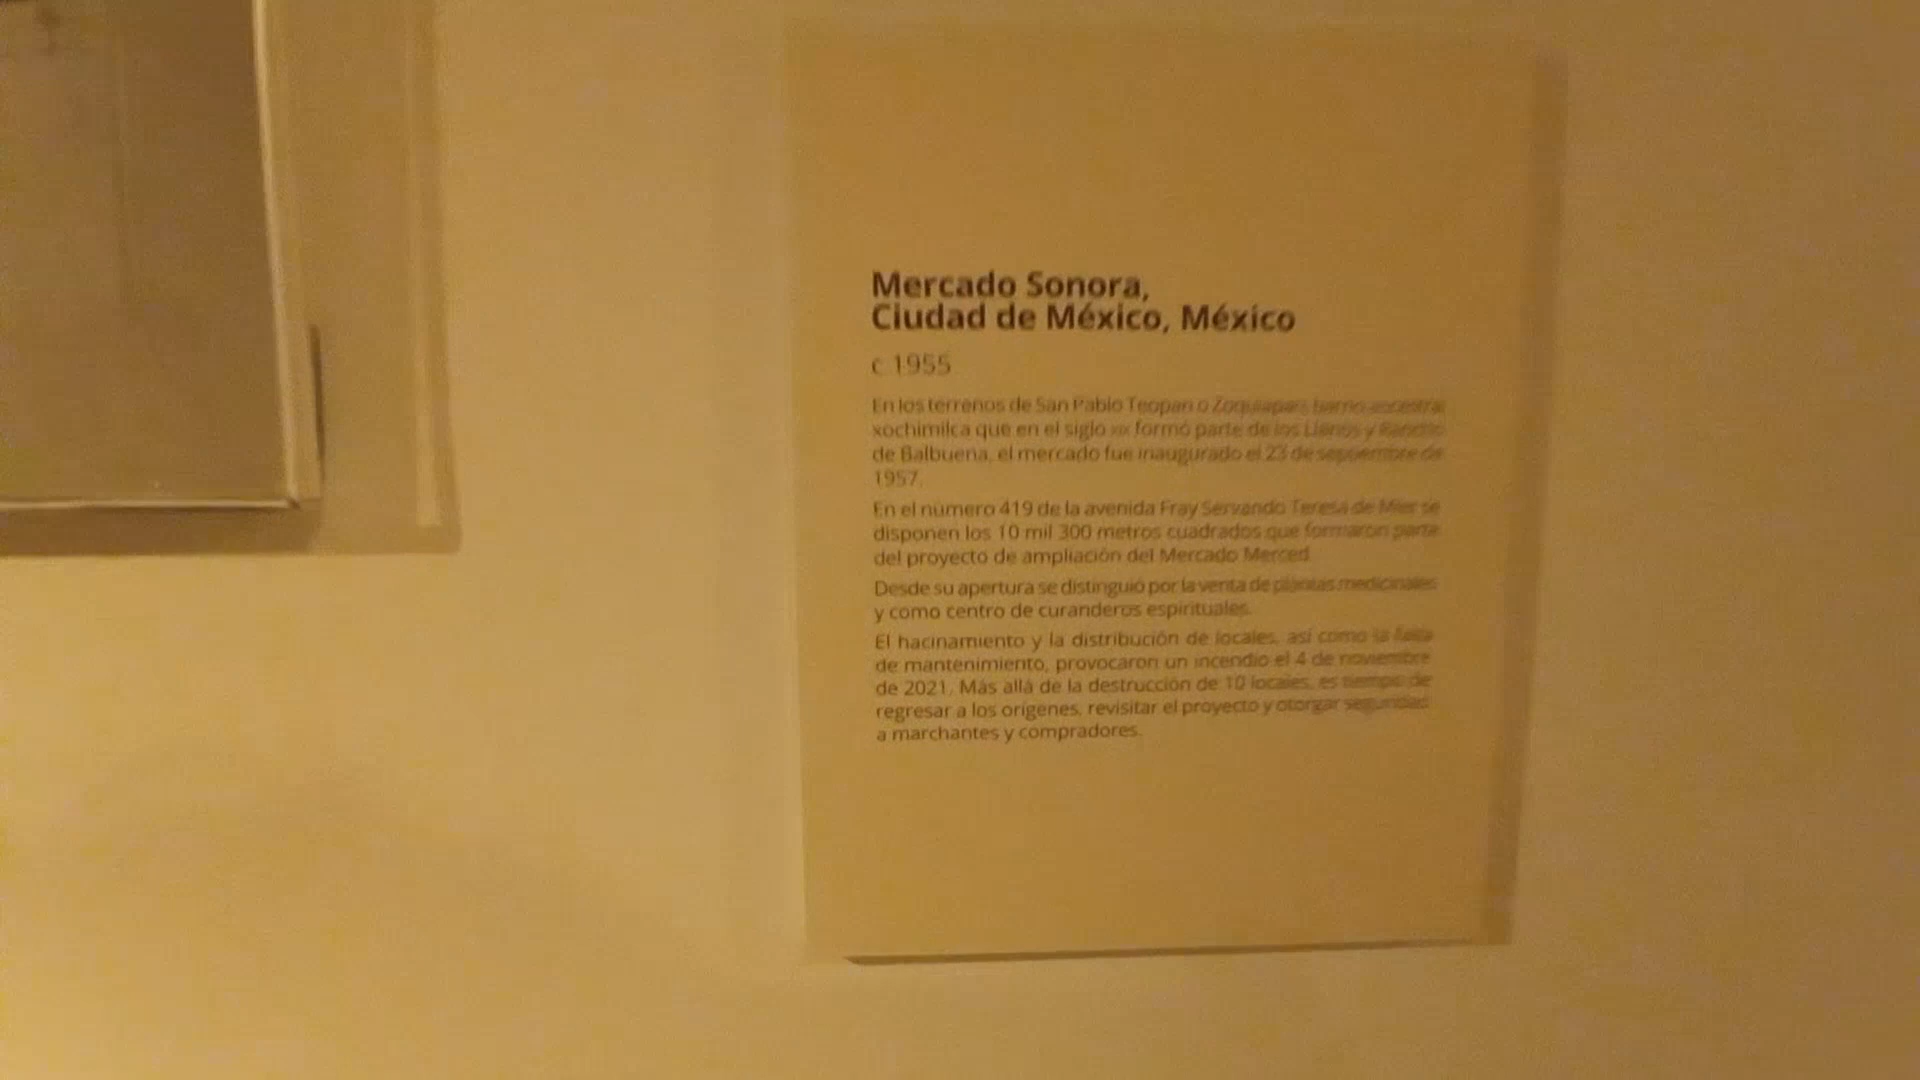 Mercado Sonora,
Ciudad de México, México
c 1955
En los terrenos de San Pablo Teopan o Zoquiapan, barrio ancestral
xochimilca que en el siglo XIX formó parte de los Llanos y Rancho
de Balbuena, el mercado fue inaugurado el 23 de septiembre de
1957.
En el número 419 de la avenida Fray Servando Teresa de Mier se
disponen los 10 mil 300 metros cuadrados que formaron parte
del proyecto de ampliación del Mercado Merced.
Desde su apertura se distinguió por la venta de plantas medicinales
y como centro de curanderos espirituales.
El hacinamiento y la distribución de locales, así como la falta
de mantenimiento, provocaron un incendio el 4 de noviembre
de 2021. Más allá de la destrucción de 10 locales, es tiempo de
regresar a los orígenes, revisitar el proyecto y otorgar seguridad
a marchantes y compradores.